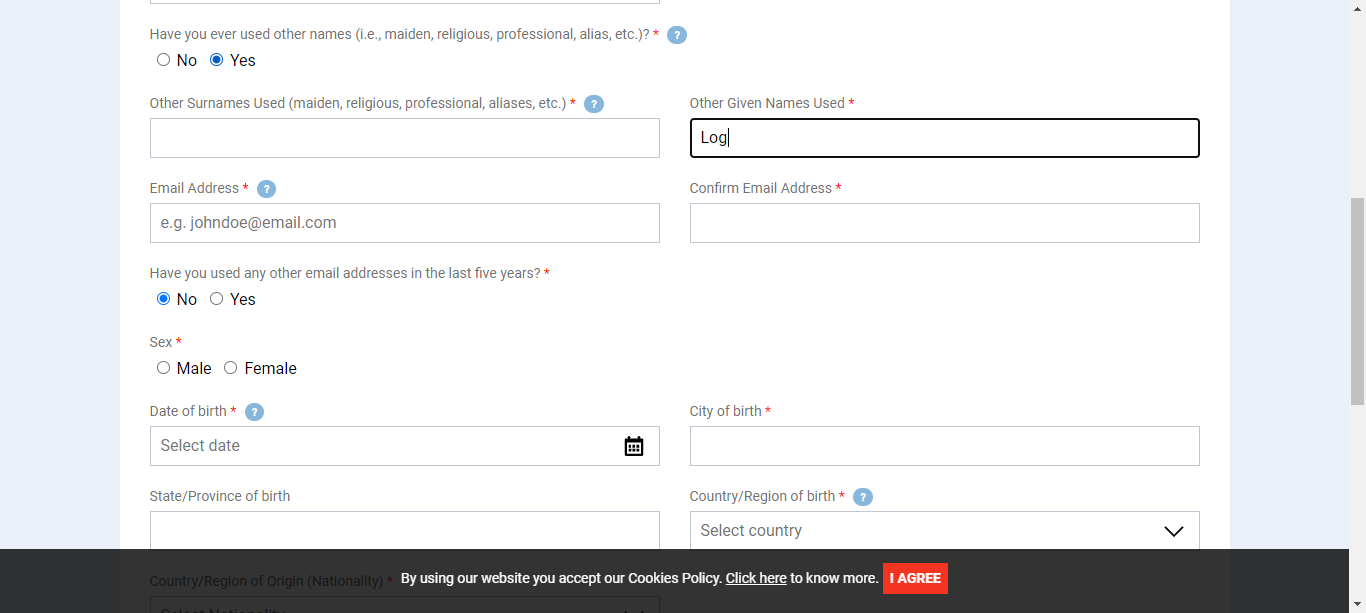 Have you ever used other names (i.e., maiden, religious, professional, alias, etc.)? * ?
No Yes
Other Surnames Used (maiden, religious, professional, aliases, etc.) * ? Other Given Names Used *
Log
Email Address * ? Confirm Email Address *
e.g. johndoe@email.com
Have you used any other email addresses in the last five years? *
No Yes
Sex *
Male Female
Date of birth * ? City of birth *
Select date
State/Province of birth Country/Region of birth * ?
Select country
Country/Region of Origin (Nationality) * By using our website you accept our Cookies Policy. Click here to know more. I AGREE
Select Nationality